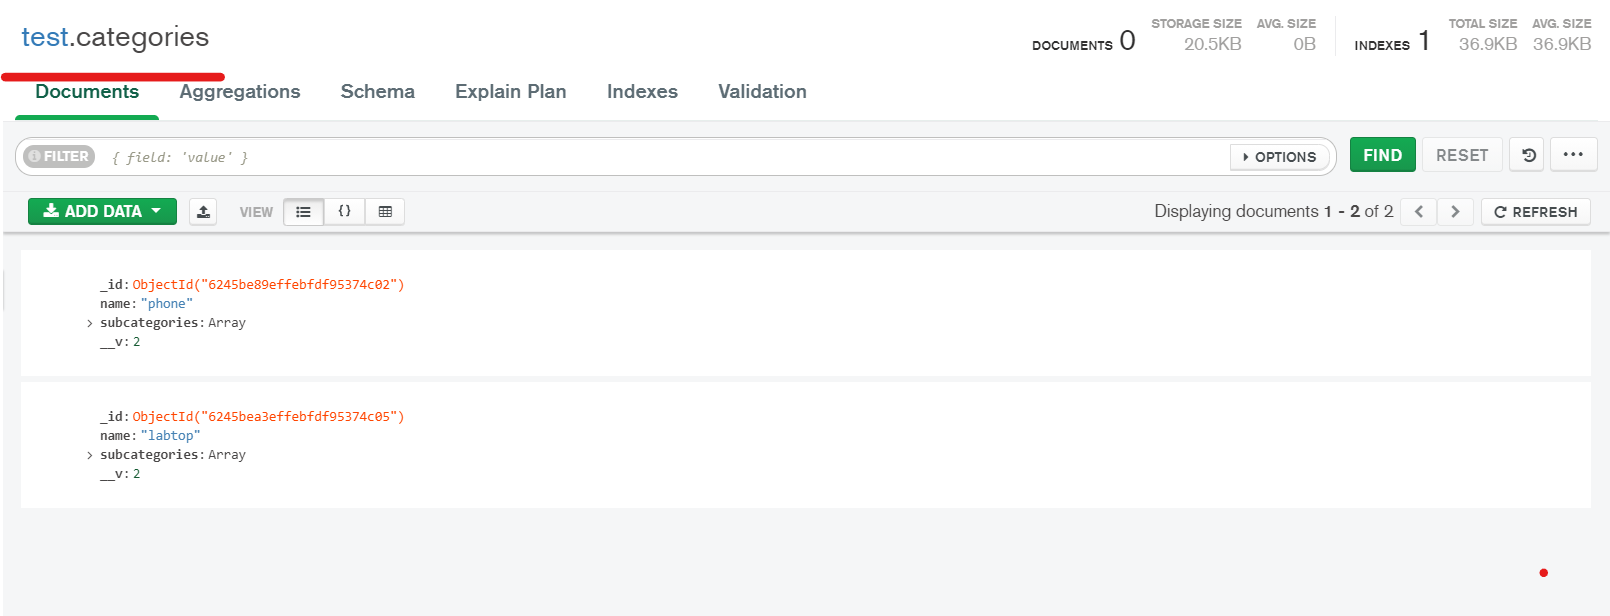 test.categories
DOCUMENTS 0
STORAGE SIZE
20.5KB
AVG. SIZE
0B
INDEXES 1
TOTAL SIZE
36.9KB
AVG. SIZE
36.9KB
Documents Aggregations Schema Explain Plan Indexes Validation
FILTER { field: 'value' } OPTIONS FIND RESET ...
ADD DATA VIEW {} Displaying documents 1 - 2 of 2 < > REFRESH
_id: ObjectId("6245be89effebfdf95374c02")
name: "phone"
> subcategories: Array
__v: 2
_id: ObjectId("6245bea3effebfdf95374c05")
name: "labtop"
> subcategories: Array
__v: 2